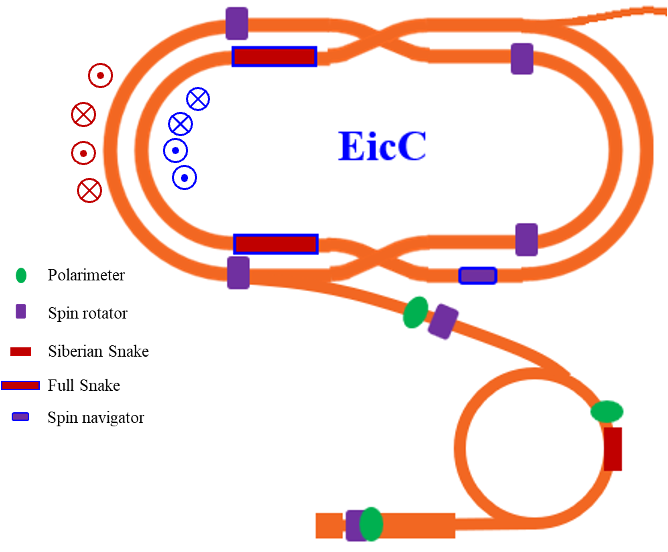 EicC
Polarimeter
Spin rotator
Siberian Snake
Full Snake
Spin navigator